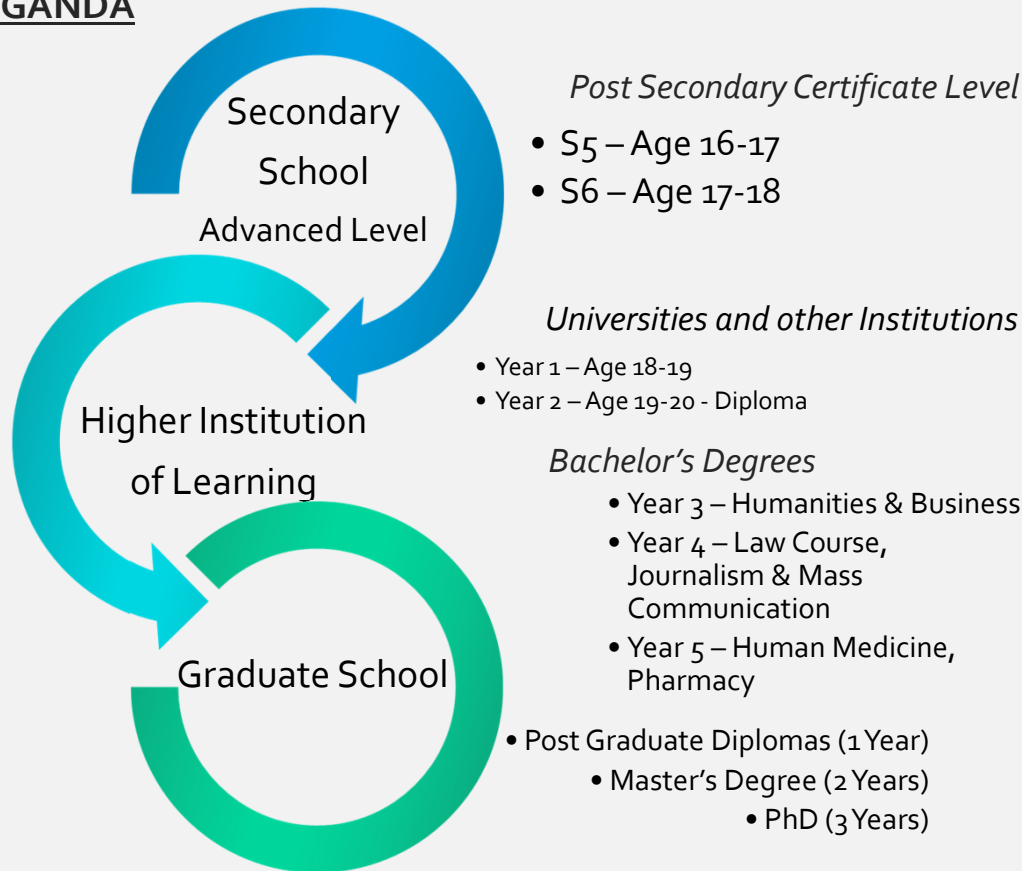 GANDA
Secondary
School
Advanced Level
Post Secondary Certificate Level
• S5 – Age 16-17
• S6 – Age 17-18
Higher Institution
of Learning
Universities and other Institutions
• Year 1 – Age 18-19
• Year 2 – Age 19-20 - Diploma
Bachelor's Degrees
• Year 3 – Humanities & Business
• Year 4 – Law Course,
Journalism & Mass
Communication
• Year 5 – Human Medicine,
Pharmacy
Graduate School
• Post Graduate Diplomas (1 Year)
• Master's Degree (2 Years)
• PhD (3 Years)